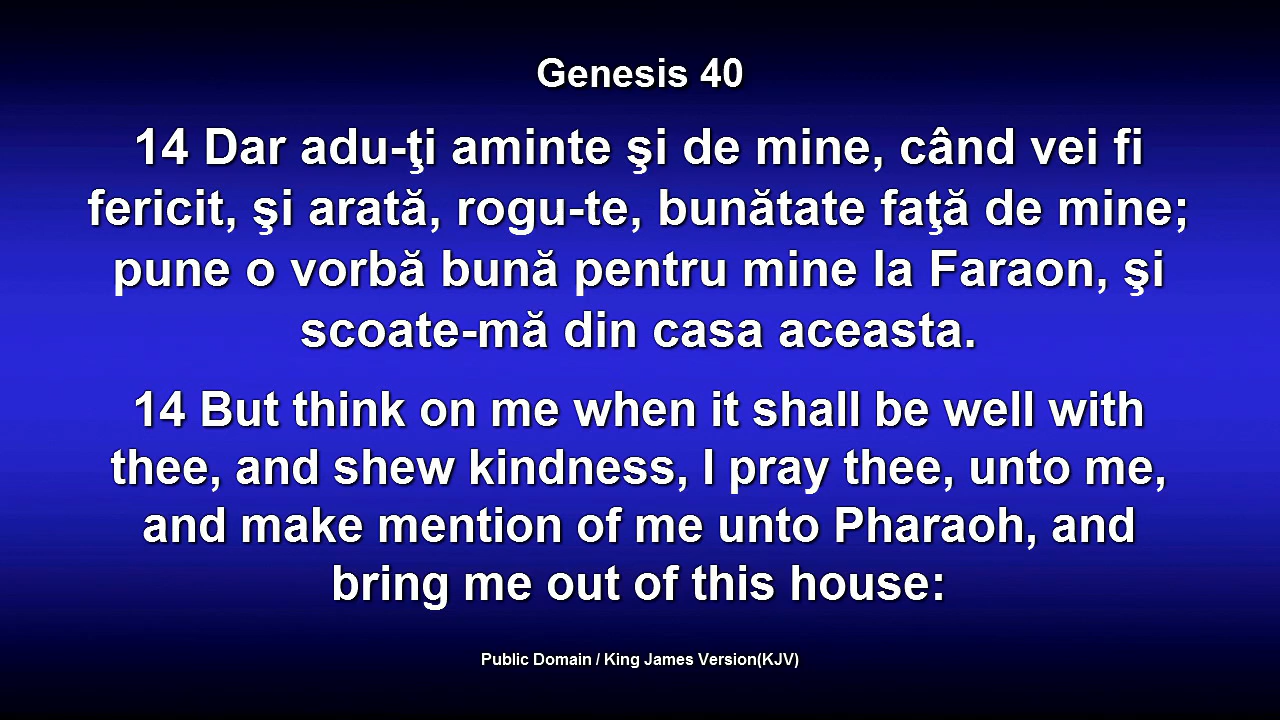 Genesis 40
14 Dar adu-ţi aminte şi de mine, când vei fi
fericit, şi arată, rogu-te, bunătate faţă de mine;
pune o vorbă bună pentru mine la Faraon, şi
scoate-mă din casa aceasta.
14 But think on me when it shall be well with
thee, and shew kindness, I pray thee, unto me,
and make mention of me unto Pharaoh, and
bring me out of this house:
Public Domain / King James Version(KJV)